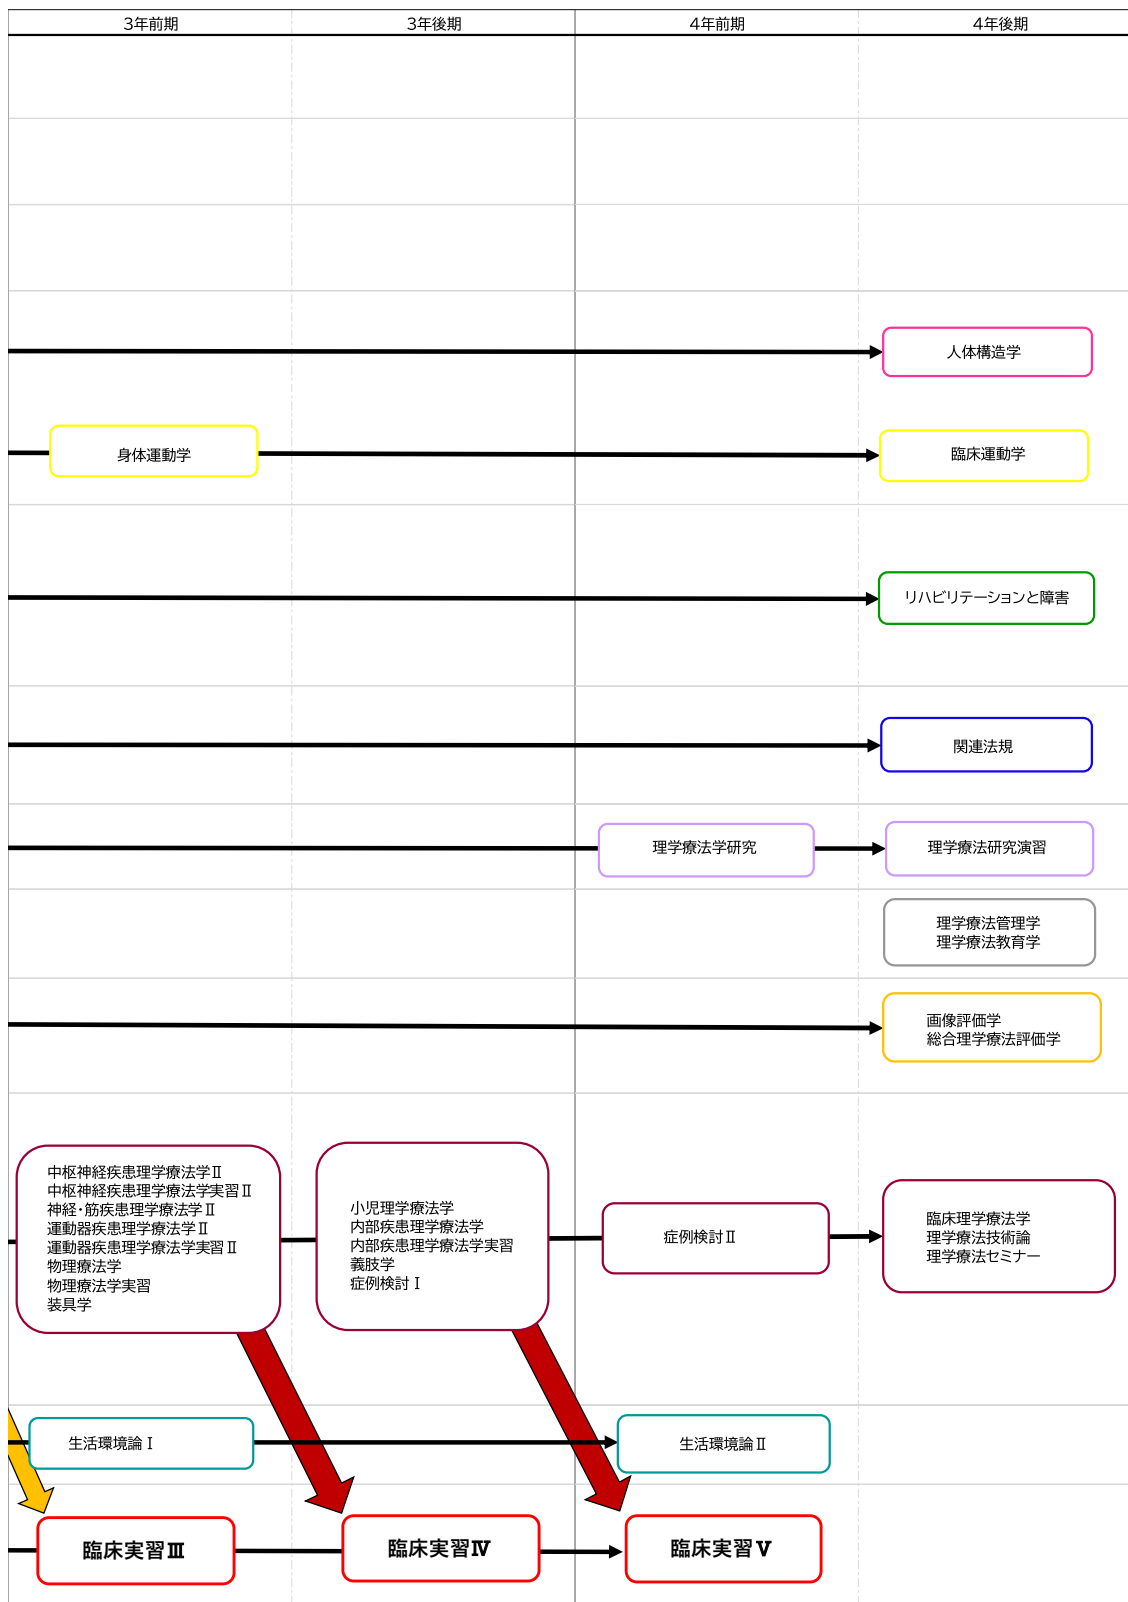 3年前期
3年後期
4年前期
4年後期
人体構造学
身体運動学
臨床運動学
リハビリテーションと障害
関連法規
理学療法学研究
理学療法研究演習
理学療法管理学
理学療法教育学
画像評価学
総合理学療法評価学
中枢神経疾患理学療法学Ⅱ
中枢神経疾患理学療法学実習Ⅱ
神経・筋疾患理学療法学Ⅱ
運動器疾患理学療法学Ⅱ
運動器疾患理学療法学実習Ⅱ
物理療法学
物理療法学実習
装具学
小児理学療法学
内部疾患理学療法学
内部疾患理学療法学実習
義肢学
症例検討Ⅰ
症例検討Ⅱ
臨床理学療法学
理学療法技術論
理学療法セミナー
生活環境論Ⅰ
生活環境論Ⅱ
臨床実習Ⅲ
臨床実習Ⅳ
臨床実習Ⅴ